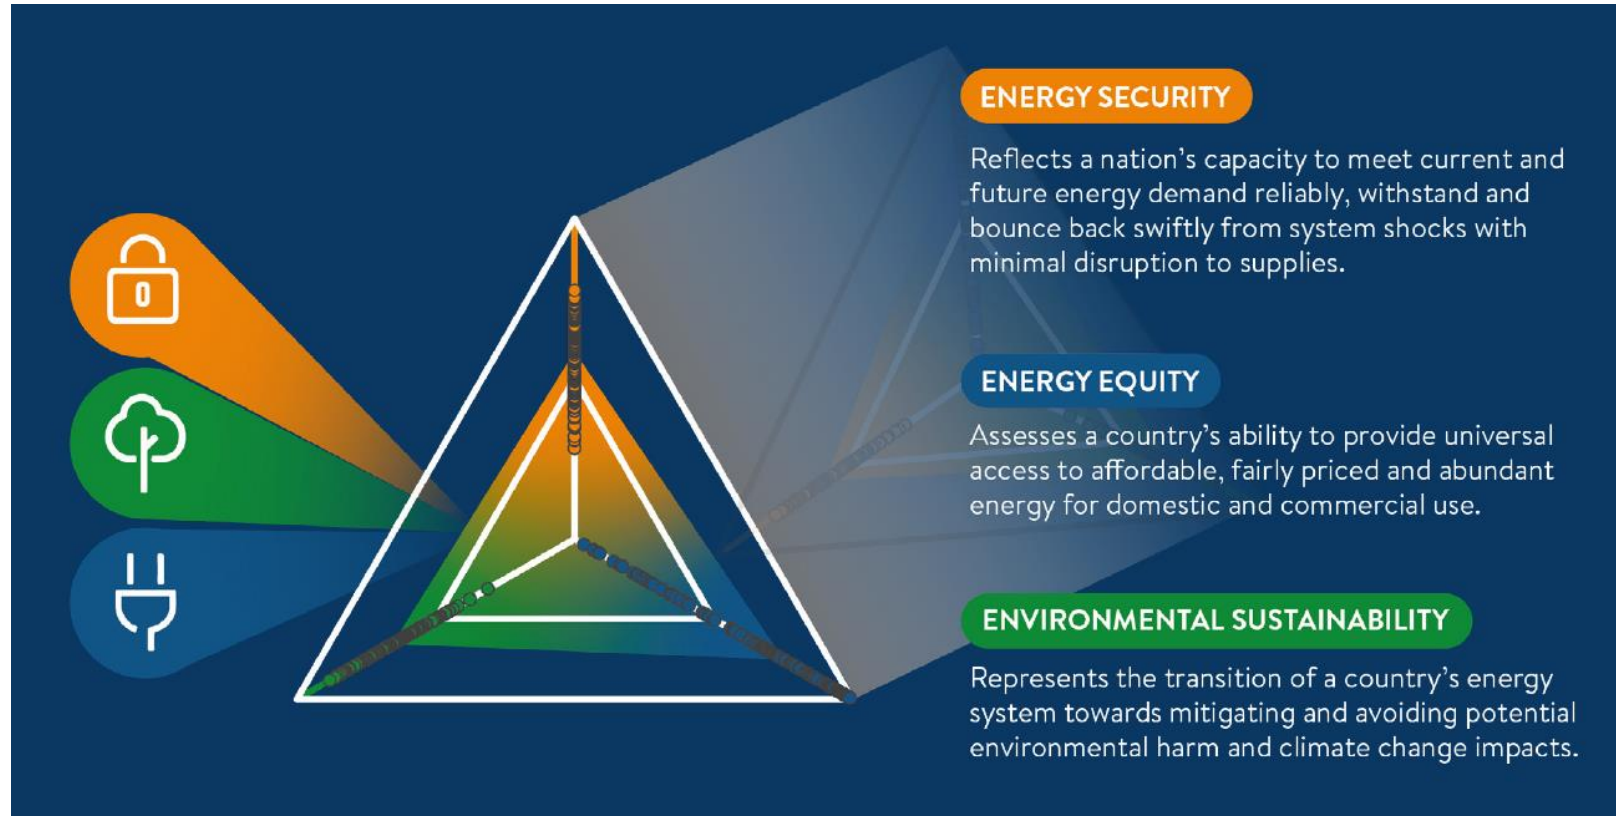 ENERGY SECURITY
Reflects a nation's capacity to meet current and
future energy demand reliably, withstand and
bounce back swiftly from system shocks with
minimal disruption to supplies.
ENERGY EQUITY
Assesses a country's ability to provide universal
access to affordable, fairly priced and abundant
energy for domestic and commercial use.
ENVIRONMENTAL SUSTAINABILITY
Represents the transition of a country's energy
system towards mitigating and avoiding potential
environmental harm and climate change impacts.